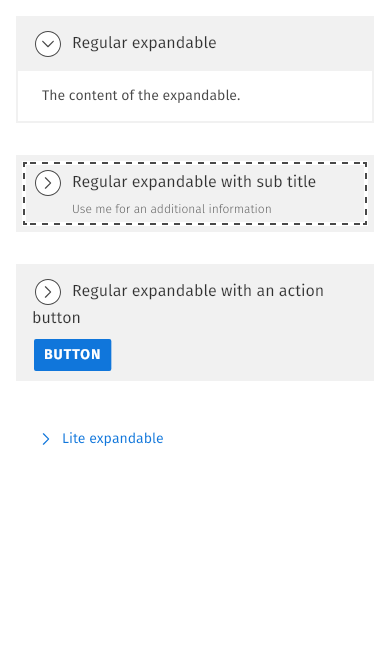 Regular expandable
The content of the expandable.
Regular expandable with sub title
Use me for an additional information
Regular expandable with an action
button
BUTTON
Lite expandable